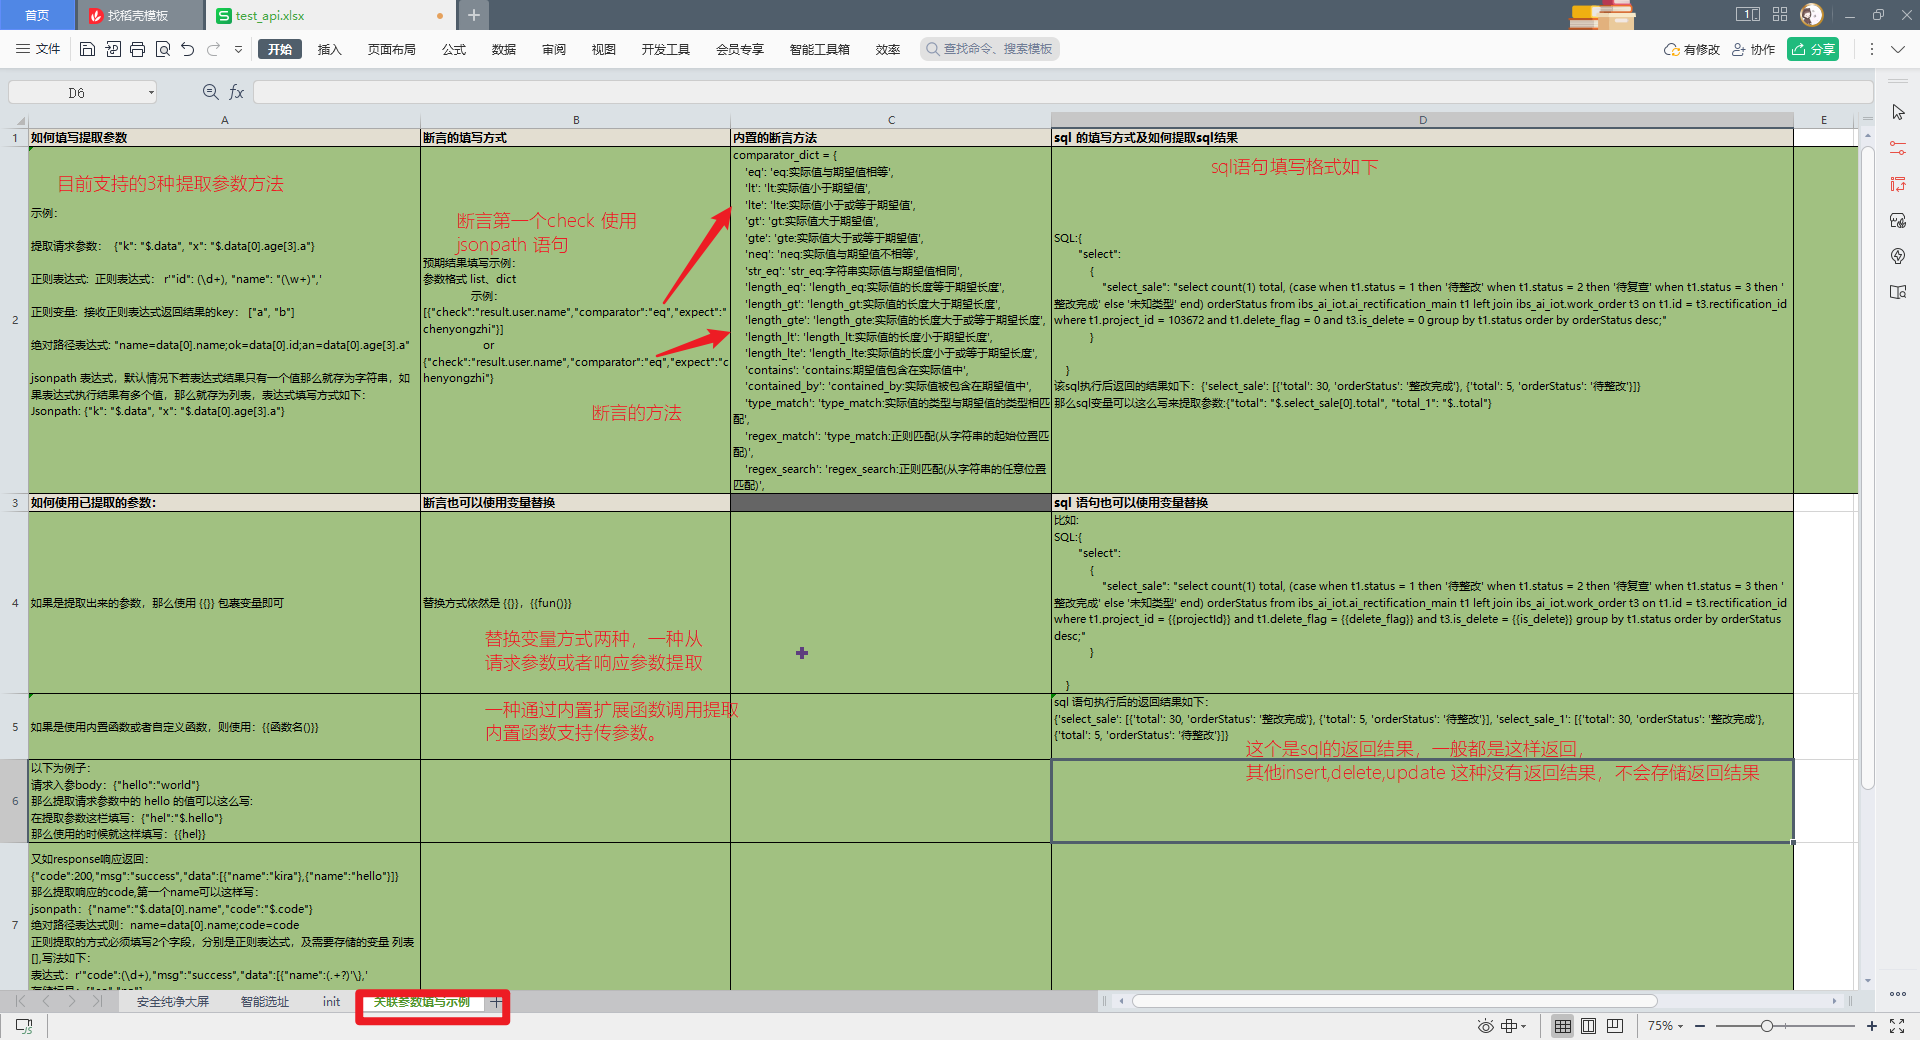 首页
找稻壳模板
test_api.xlsx
文件
开始
插入
页面布局
公式
数据
审阅
视图
开发工具
会员专享
智能工具箱
效率
查找命令、搜索模板
有修改
协作
分享
D6
fx
A
B
C
D
E
1
如何填写提取参数
断言的填写方式
内置的断言方法
sql 的填写方式及如何提取sql结果
2
目前支持的3种提取参数方法
示例:
提取请求参数： {"k": "$.data", "x": "$.data[0].age[3].a"}
正则表达式: 正则表达式： r'"id": (\d+), "name": "(\w+)",'
正则变量: 接收正则表达式返回结果的key： ["a", "b"]
绝对路径表达式: "name=data[0].name;ok=data[0].id;an=data[0].age[3].a"
jsonpath 表达式，默认情况下若表达式结果只有一个值那么就存为字符串，如
果表达式执行结果有多个值，那么就存为列表，表达式填写方式如下：
Jsonpath: {"k": "$.data", "x": "$.data[0].age[3].a"}
断言第一个check 使用
jsonpath 语句
预期结果填写示例：
参数格式 list、dict
示例：
[{"check":"result.user.name","comparator":"eq","expect":"
chenyongzhi"}]
or
{"check":"result.user.name","comparator":"eq","expect":"c
henyongzhi"}
断言的方法
comparator_dict = {
'eq': 'eq:实际值与期望值相等',
'lt': 'lt:实际值小于期望值',
'lte': 'lte:实际值小于或等于期望值',
'gt': 'gt:实际值大于期望值',
'gte': 'gte:实际值大于或等于期望值',
'neq': 'neq:实际值与期望值不相等',
'str_eq': 'str_eq:字符串实际值与期望值相同',
'length_eq': 'length_eq:实际值的长度等于期望长度',
'length_gt': 'length_gt:实际值的长度大于期望长度',
'length_gte': 'length_gte:实际值的长度大于或等于期望长度',
'length_lt': 'length_lt:实际值的长度小于期望长度',
'length_lte': 'length_lte:实际值的长度小于或等于期望长度',
'contains': 'contains:期望值包含在实际值中',
'contained_by': 'contained_by:实际值被包含在期望值中',
'type_match': 'type_match:实际值的类型与期望值的类型相匹
配',
'regex_match': 'type_match:正则匹配(从字符串的起始位置匹
配)',
'regex_search': 'regex_search:正则匹配(从字符串的任意位置
匹配)',
sql语句填写格式如下
SQL:{
"select":
{
"select_sale": "select count(1) total, (case when t1.status = 1 then '待整改' when t1.status = 2 then '待复查' when t1.status = 3 then '
整改完成' else '未知类型' end) orderStatus from ibs_ai_iot.ai_rectification_main t1 left join ibs_ai_iot.work_order t3 on t1.id = t3.rectification_id
where t1.project_id = 103672 and t1.delete_flag = 0 and t3.is_delete = 0 group by t1.status order by orderStatus desc;"
}
}
该sql执行后返回的结果如下：{'select_sale': [{'total': 30, 'orderStatus': '整改完成'}, {'total': 5, 'orderStatus': '待整改'}]}
那么sql变量可以这么写来提取参数:{"total": "$.select_sale[0].total", "total_1": "$..total"}
3
如何使用已提取的参数：
断言也可以使用变量替换
sql 语句也可以使用变量替换
4
如果是提取出来的参数，那么使用 {{}} 包裹变量即可
替换方式依然是 {{}}，{{fun()}}
替换变量方式两种，一种从
请求参数或者响应参数提取
比如:
SQL:{
"select":
{
"select_sale": "select count(1) total, (case when t1.status = 1 then '待整改' when t1.status = 2 then '待复查' when t1.status = 3 then '
整改完成' else '未知类型' end) orderStatus from ibs_ai_iot.ai_rectification_main t1 left join ibs_ai_iot.work_order t3 on t1.id = t3.rectification_id
where t1.project_id = {{projectId}} and t1.delete_flag = {{delete_flag}} and t3.is_delete = {{is_delete}} group by t1.status order by orderStatus
desc;"
}
}
5
如果是使用内置函数或者自定义函数，则使用：{{函数名()}}
一种通过内置扩展函数调用提取
内置函数支持传参数。
sql 语句执行后的返回结果如下：
{'select_sale': [{'total': 30, 'orderStatus': '整改完成'}, {'total': 5, 'orderStatus': '待整改'}], 'select_sale_1': [{'total': 30, 'orderStatus': '整改完成'},
{'total': 5, 'orderStatus': '待整改'}]}
这个是sql的返回结果，一般都是这样返回，
其他insert,delete,update 这种没有返回结果，不会存储返回结果
6
以下为例子：
请求入参body：{"hello":"world"}
那么提取请求参数中的 hello 的值可以这么写:
在提取参数这栏填写：{"hel":"$.hello"}
那么使用的时候就这样填写：{{hel}}
7
又如response响应返回：
{"code":200,"msg":"success","data":[{"name":"kira"},{"name":"hello"}]}
那么提取响应的code,第一个name可以这样写：
jsonpath：{"name":"$.data[0].name","code":"$.code"}
绝对路径表达式则：name=data[0].name;code=code
正则提取的方式必须填写2个字段，分别是正则表达式，及需要存储的变量 列表
[],写法如下：
表达式：r'"code":(\d+),"msg":"success","data":[{"name":(.+?)'\},'
安全纯净大屏
智能选址
init
关联参数填写示例
75%